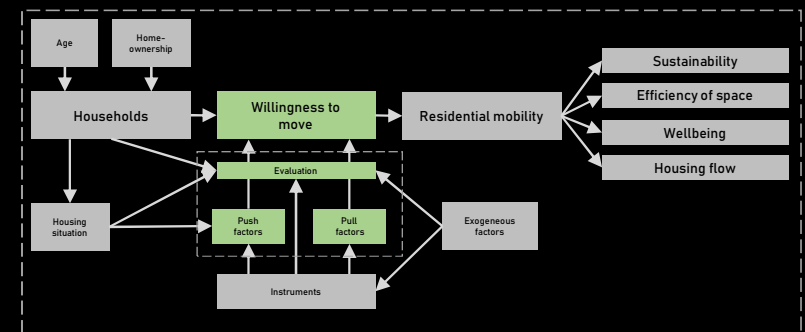 Age
Home-
ownership
Households
Willingness to
move
Residential mobility
Sustainability
Efficiency of space
Wellbeing
Housing flow
Evaluation
Housing
situation
Push
factors
Pull
factors
Exogeneous
factors
Instruments